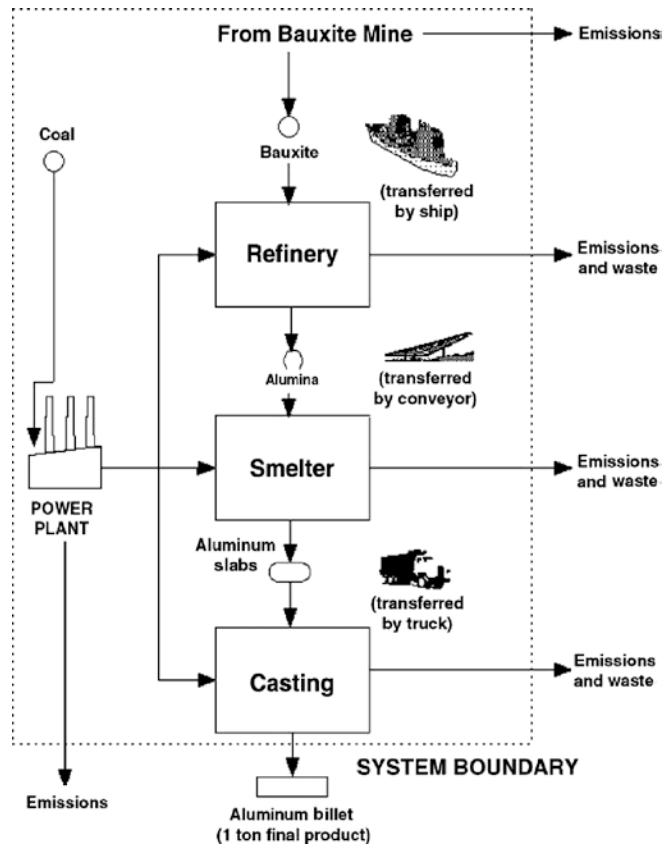 From Bauxite Mine
Emissions
Coal
Bauxite
(transferred
by ship)
Refinery
Emissions
and waste
Alumina
(transferred
by conveyor)
Smelter
Emissions
and waste
POWER
PLANT
Aluminum
slabs
(transferred
by truck)
Casting
Emissions
and waste
SYSTEM BOUNDARY
Emissions
Aluminum billet
(1 ton final product)